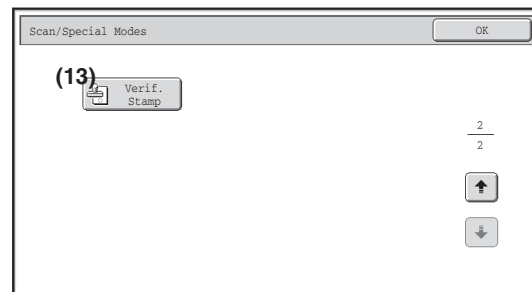 Scan/Special Modes
OK
(13)
Verif.
Stamp
2
2